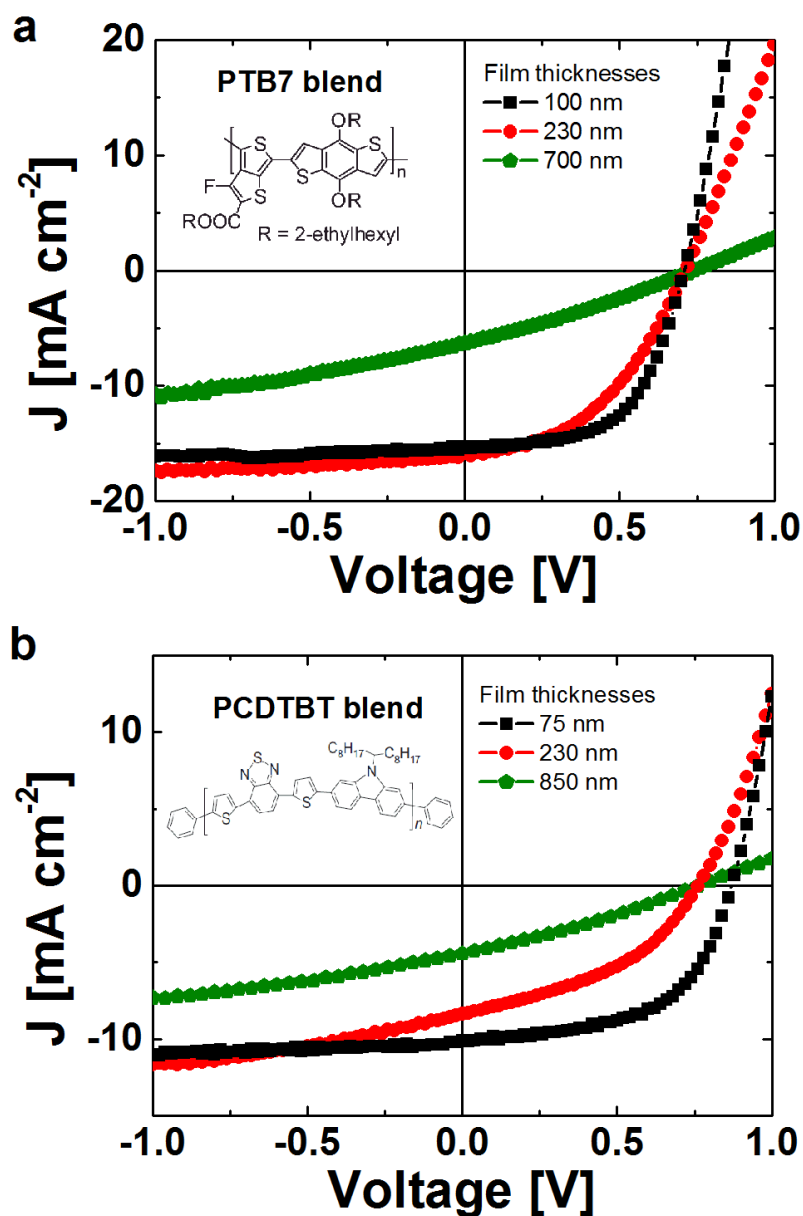 a
20
10
0
-10
-20
J [mA cm-2]
PTB7 blend
OR
S
S
n
F
S
S
ROOC
OR
R = 2-ethylhexyl
Film thicknesses
100 nm
230 nm
700 nm
-1.0 -0.5 0.0 0.5 1.0
Voltage [V]
b
10
0
-10
J [mA cm-2]
PCDTBT blend
S
N N
S
S
n
C8H17 C8H17
N
Film thicknesses
75 nm
230 nm
850 nm
-1.0 -0.5 0.0 0.5 1.0
Voltage [V]